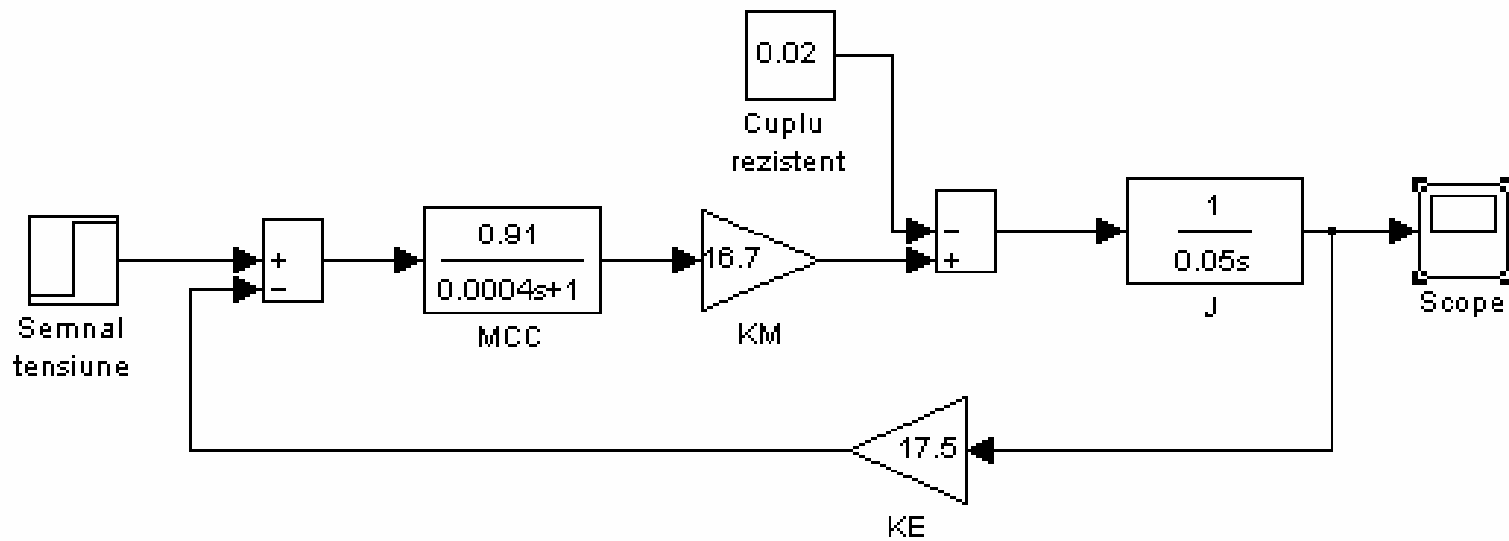 0.02
Cuplu
rezistent
Semnal
tensiune
+
−
0.91
0.0004s+1
MCC
16.7
KM
−
+
1
0.05s
J
Scope
17.5
KE